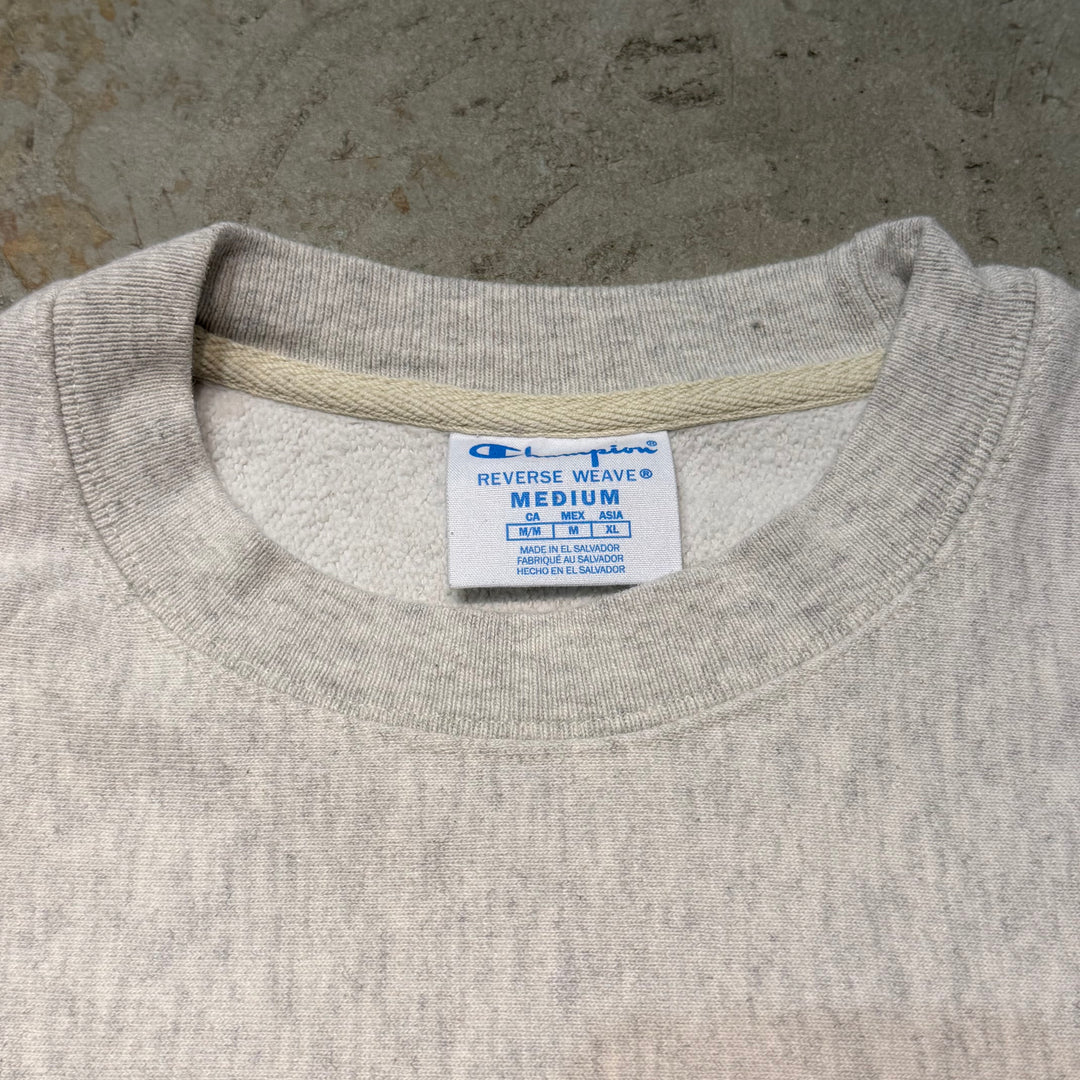 Champion®
REVERSE WEAVE®
MEDIUM
CA MEX ASIA
M/M M XL
MADE IN EL SALVADOR
FABRIQUÉ AU SALVADOR
HECHO EN EL SALVADOR